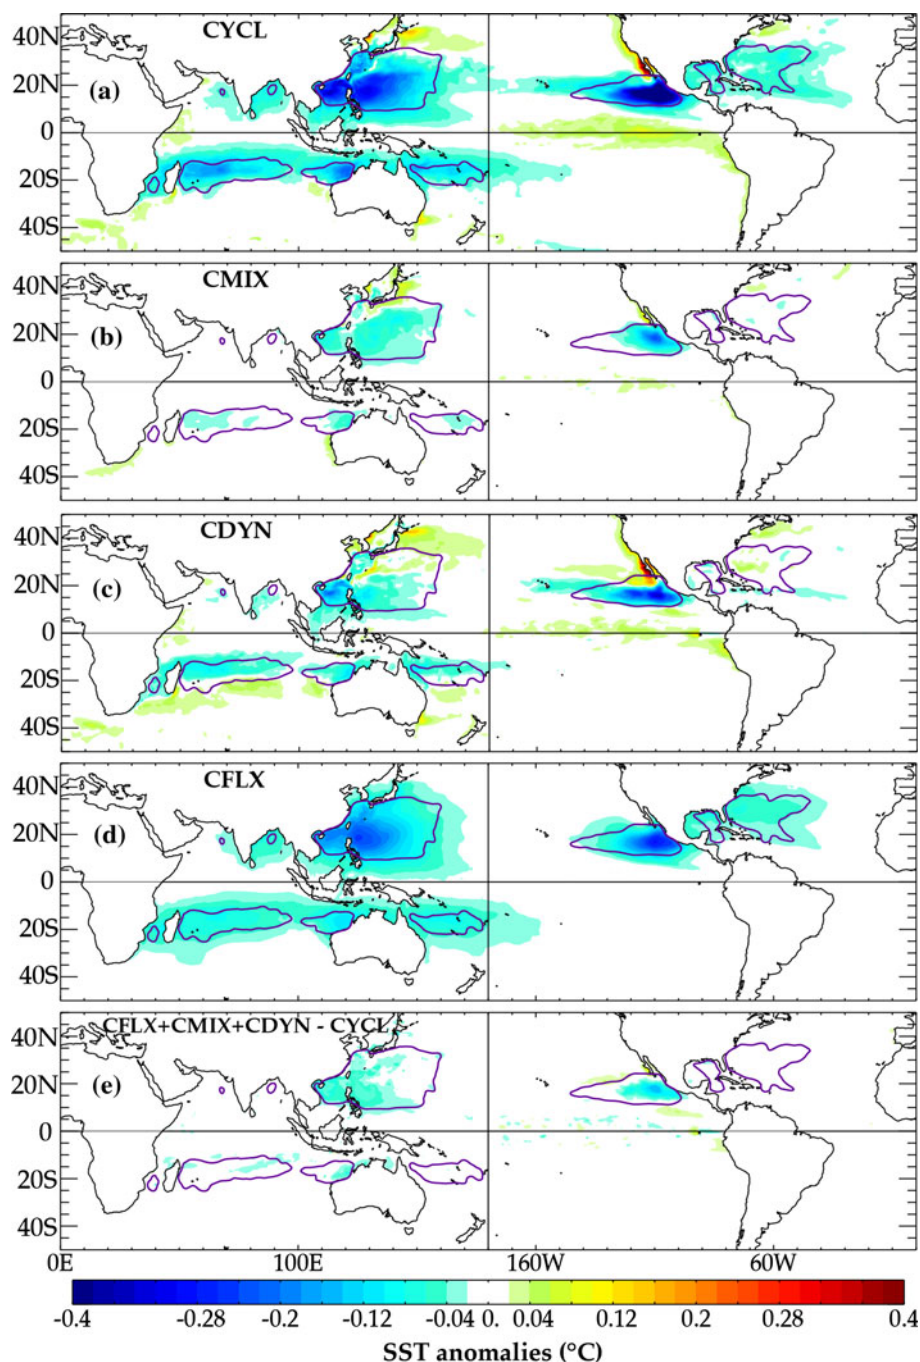 40N
CYCL
20N
(a)
0
20S
40S
40N
CMIX
(b)
20N
0
20S
40S
40N
CDYN
20N
(c)
0
20S
40S
40N
CFLX
(d)
20N
0
20S
40S
CFLX+CMIX+CDYN - CYCL
40N
20N
(e)
0
20S
40S
0E 100E 160W 60W
-0.4 -0.28 -0.2 -0.12 -0.04 0. 0.04 0.12 0.2 0.28 0.4
SST anomalies (°C)